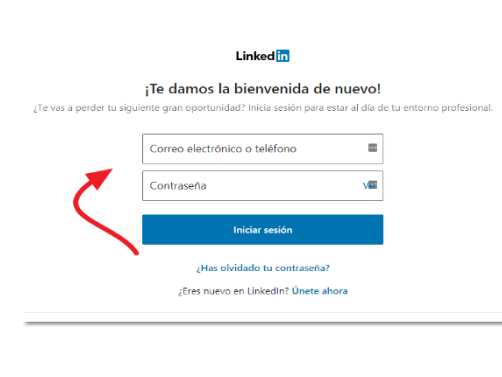 Linked in
¡Te damos la bienvenida de nuevo!
¿Te vas a perder tu siguiente gran oportunidad? Inicia sesión para estar al día de tu entorno profesional.
Correo electrónico o teléfono
Contraseña
Iniciar sesión
¿Has olvidado tu contraseña?
¿Eres nuevo en LinkedIn? Únete ahora